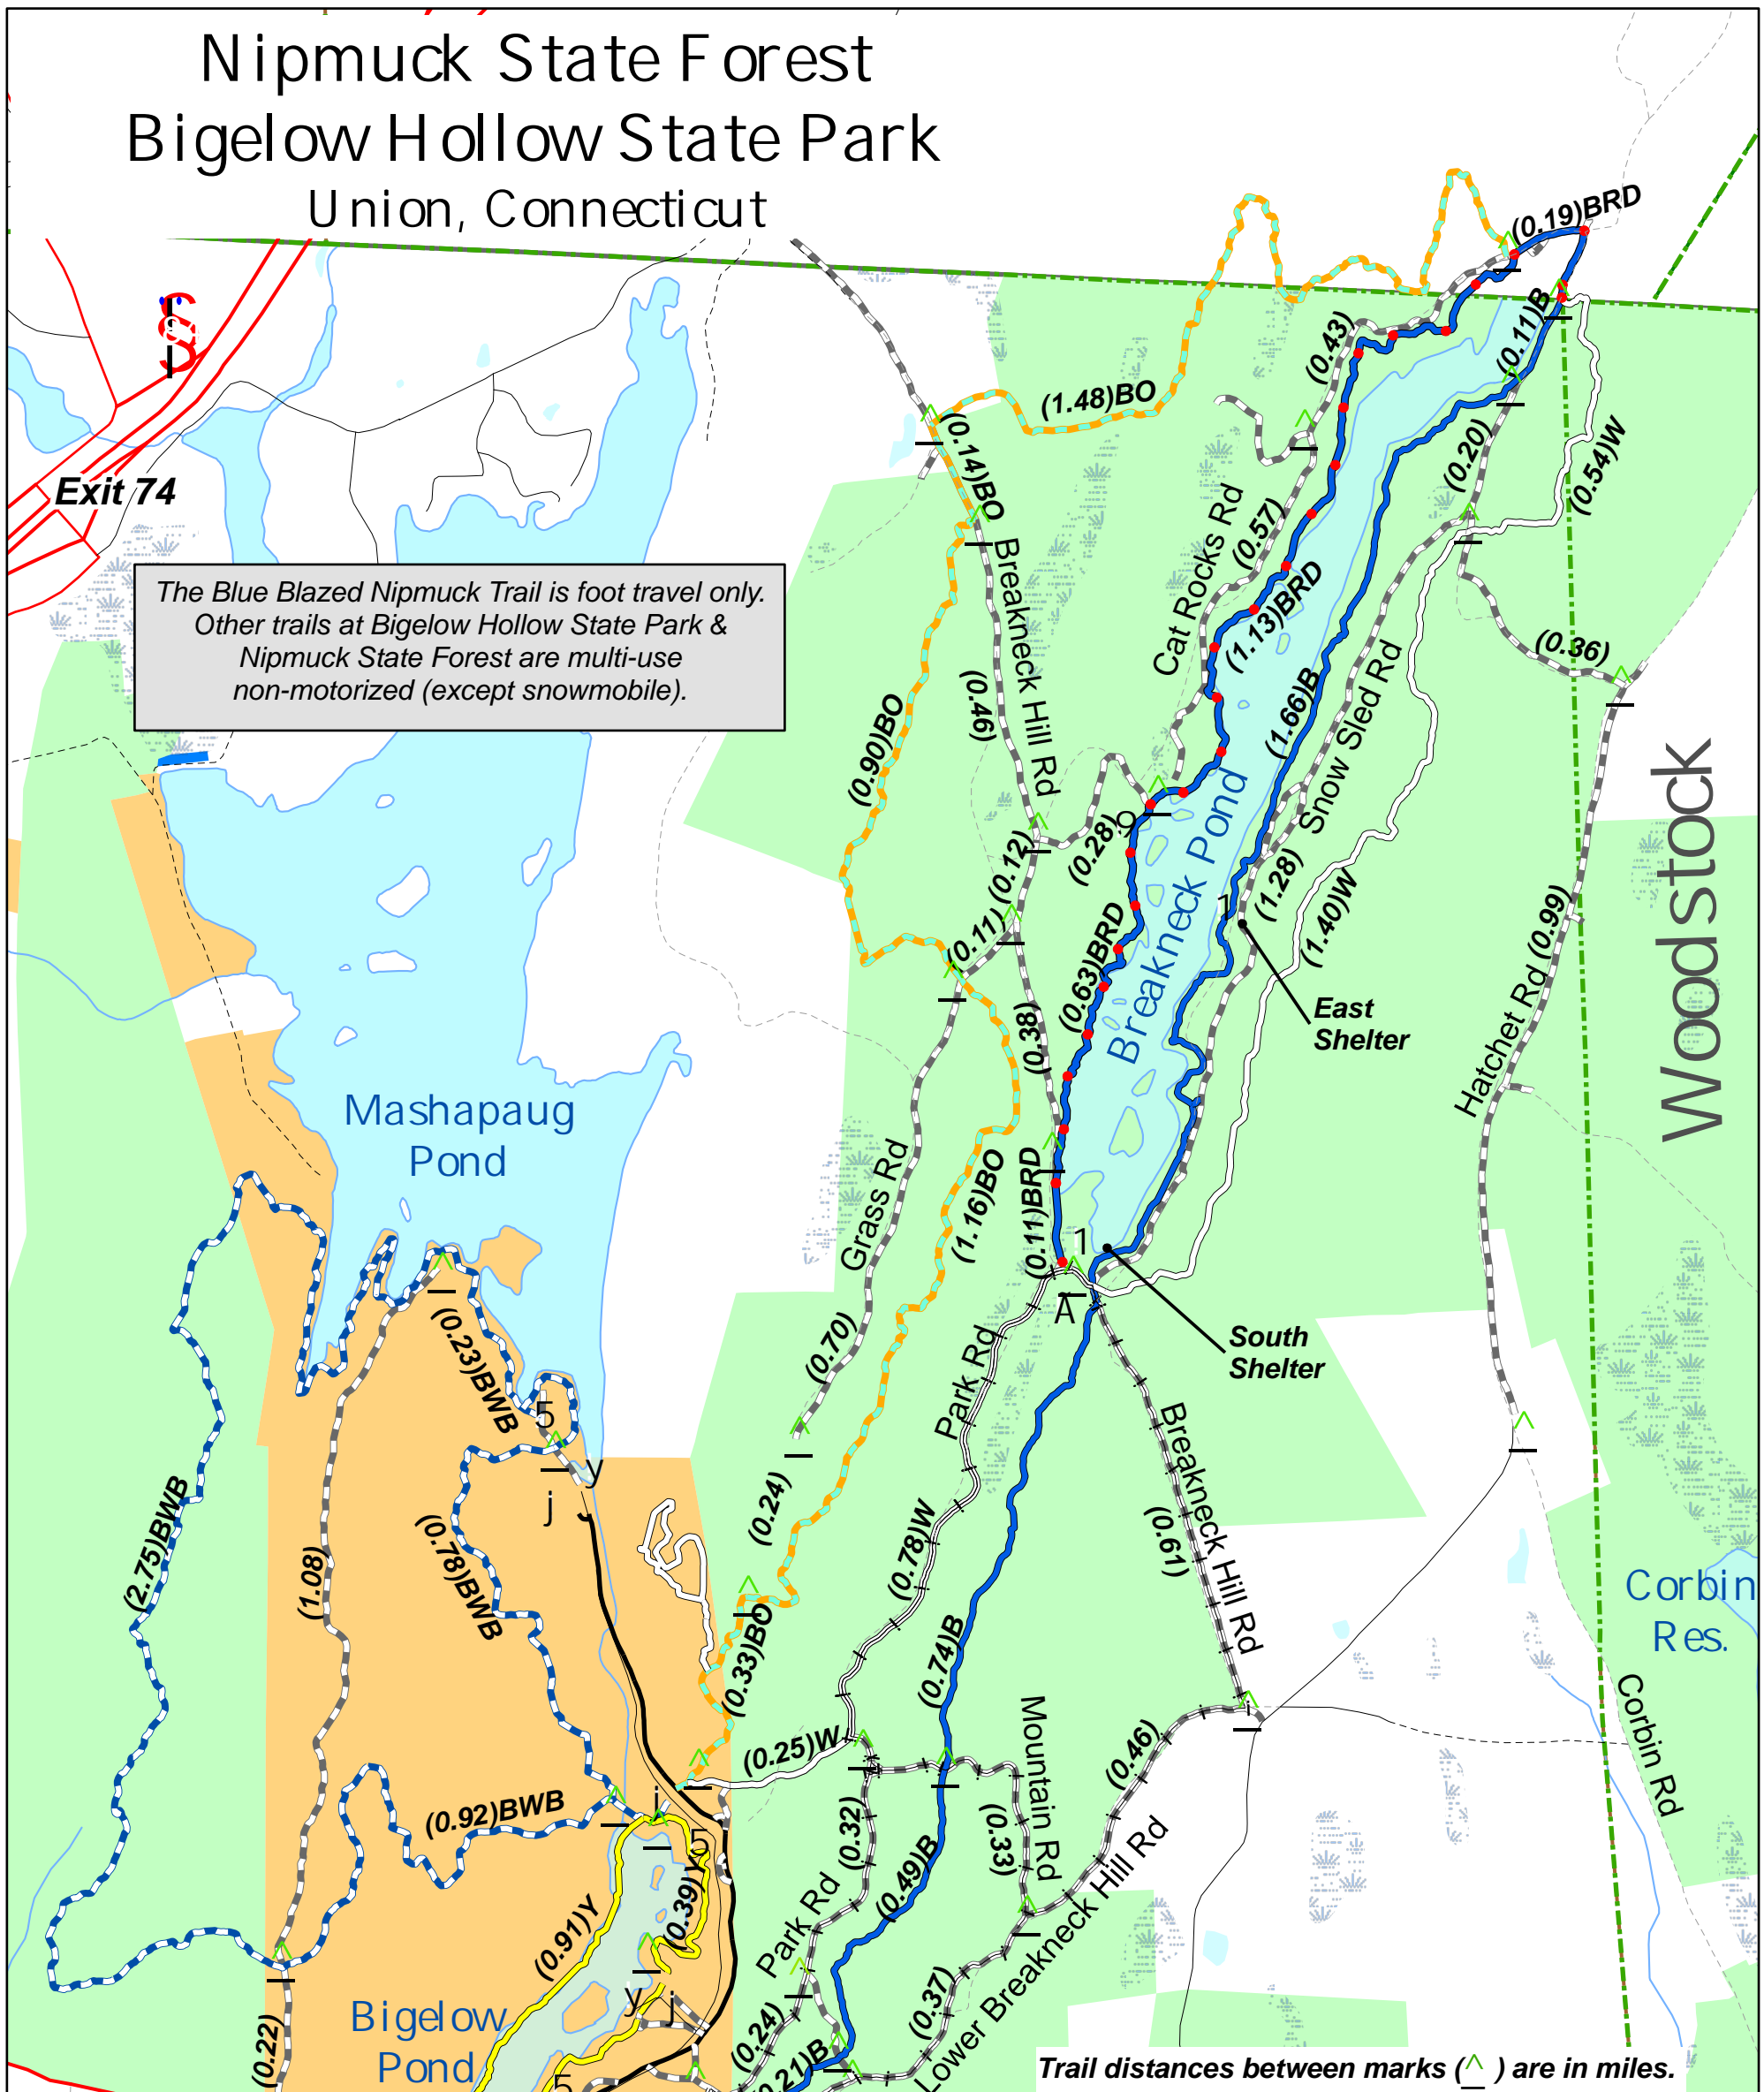 Nipmuck State Forest
Bigelow Hollow State Park
Union, Connecticut
(0.19)BRD
(0.11)B
(0.43)
(1.48)BO
(0.14)BO
(0.20)
(0.54)W
Exit 74
The Blue Blazed Nipmuck Trail is foot travel only.
Other trails at Bigelow Hollow State Park &
Nipmuck State Forest are multi-use
non-motorized (except snowmobile).
Breakneck Hill Rd
(0.46)
Cat Rocks Rd
(0.57)
(1.13)BRD
(1.66)B
Snow Sled Rd
(0.36)
(0.90)BO
Woodstock
9
(0.28)
(0.12)
(0.11)
(0.63)BRD
Breakneck Pond
1
(1.28)
(1.40)W
East
Shelter
Hatchet Rd (0.99)
(0.38)
Mashapaug
Pond
Grass Rd
(1.16)BO
(0.11)BRD
1
A
South
Shelter
(0.70)
Park Rd
(0.23)BWB
5
y
j
(0.24)
(0.78)W
Breakneck Hill Rd
(0.61)
(2.75)BWB
(1.08)
(0.78)BWB
(0.33)BO
(0.74)B
Corbin
Res.
Corbin Rd
(0.25)W
i
i
Mountain Rd
(0.46)
(0.92)BWB
5
(0.32)
(0.33)
(0.49)B
(0.39)Y
(0.91)Y
Park Rd
Lower Breakneck Hill Rd
y
j
(0.37)
(0.24)
(0.22)
Bigelow
Pond
5
0.21)B
Trail distances between marks (^ ) are in miles.